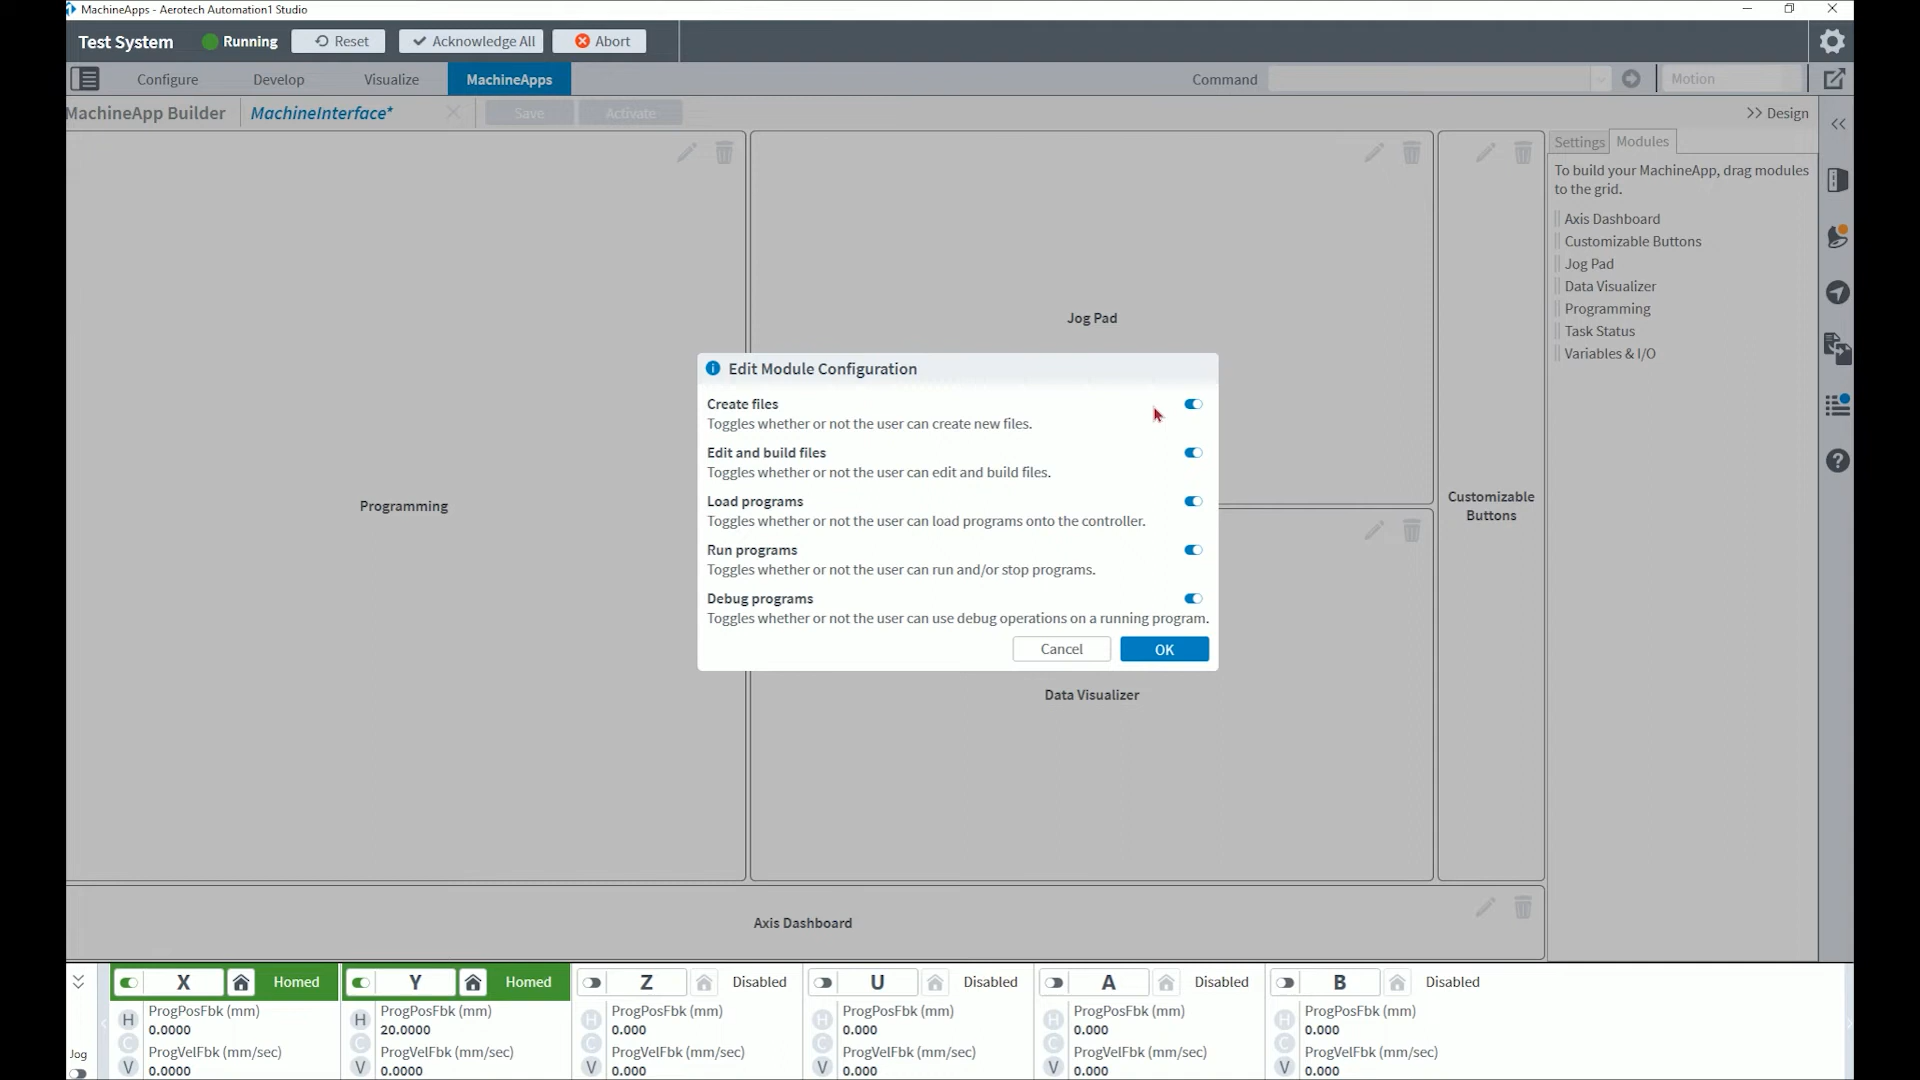 MachineApps - Aerotech Automation1 Studio
Test System Running Reset Acknowledge All Abort
Configure Develop Visualize MachineApps Command Motion
MachineApp Builder MachineInterface* Save Activate >> Design
Settings Modules
To build your MachineApp, drag modules
to the grid.
Axis Dashboard
Customizable Buttons
Jog Pad
Data Visualizer
Programming
Task Status
Variables & I/O
Programming
Jog Pad
Customizable
Buttons
Data Visualizer
Axis Dashboard
Edit Module Configuration
Create files
Toggles whether or not the user can create new files.
Edit and build files
Toggles whether or not the user can edit and build files.
Load programs
Toggles whether or not the user can load programs onto the controller.
Run programs
Toggles whether or not the user can run and/or stop programs.
Debug programs
Toggles whether or not the user can use debug operations on a running program.
Cancel OK
X Homed Y Homed Z Disabled U Disabled A Disabled B Disabled
H ProgPosFbk (mm) H ProgPosFbk (mm) H ProgPosFbk (mm) H ProgPosFbk (mm) H ProgPosFbk (mm) H ProgPosFbk (mm)
0.0000 20.0000 0.000 0.000 0.000 0.000
C C C C C C
Jog V ProgVelFbk (mm/sec) V ProgVelFbk (mm/sec) V ProgVelFbk (mm/sec) V ProgVelFbk (mm/sec) V ProgVelFbk (mm/sec) V ProgVelFbk (mm/sec)
0.0000 0.0000 0.000 0.000 0.000 0.000